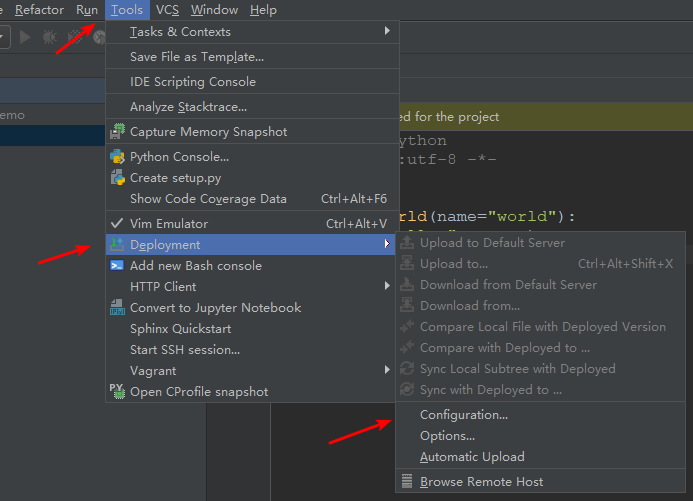 Refactor Run Tools VCS Window Help
Tasks & Contexts
Save File as Template...
IDE Scripting Console
Analyze Stacktrace...
ed for the project
Capture Memory Snapshot
ython
Python Console...
:utf-8 -*-
Create setup.py
Show Code Coverage Data Ctrl+Alt+F6
rld(name="world"):
Vim Emulator Ctrl+Alt+V
Deployment
Add new Bash console
HTTP Client
Convert to Jupyter Notebook
Sphinx Quickstart
Start SSH session...
Vagrant
Open CProfile snapshot
Upload to Default Server
Upload to... Ctrl+Alt+Shift+X
Download from Default Server
Download from...
Compare Local File with Deployed Version
Compare with Deployed to ...
Sync Local Subtree with Deployed
Sync with Deployed to ...
Configuration...
Options...
Automatic Upload
Browse Remote Host
emo